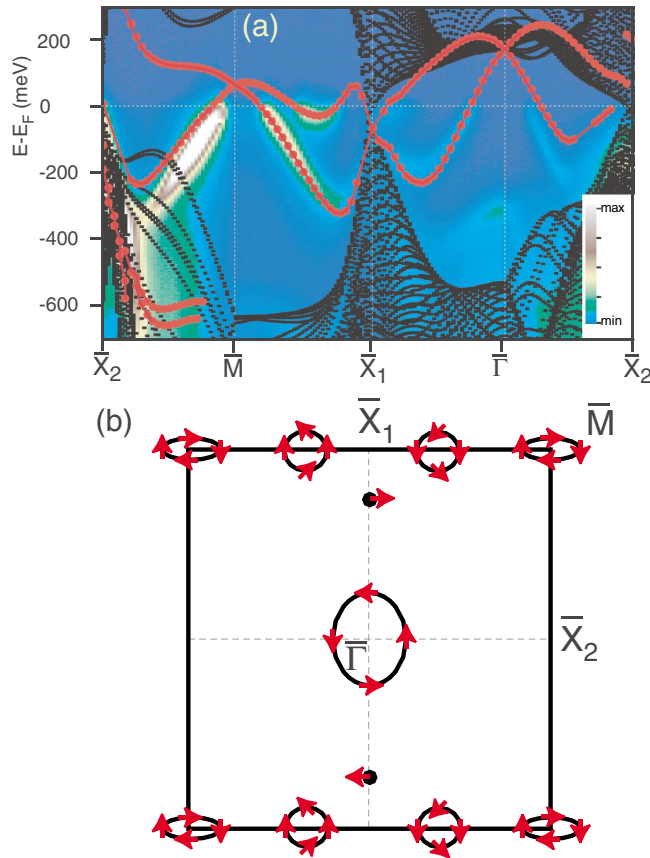 (a)
E-E_F (meV)
200
0
-200
-400
-600
-max
-min
X̄₂ M̄ X̄₁ Γ̄ X̄₂
(b)
X̄₁
M̄
Γ̄
X̄₂